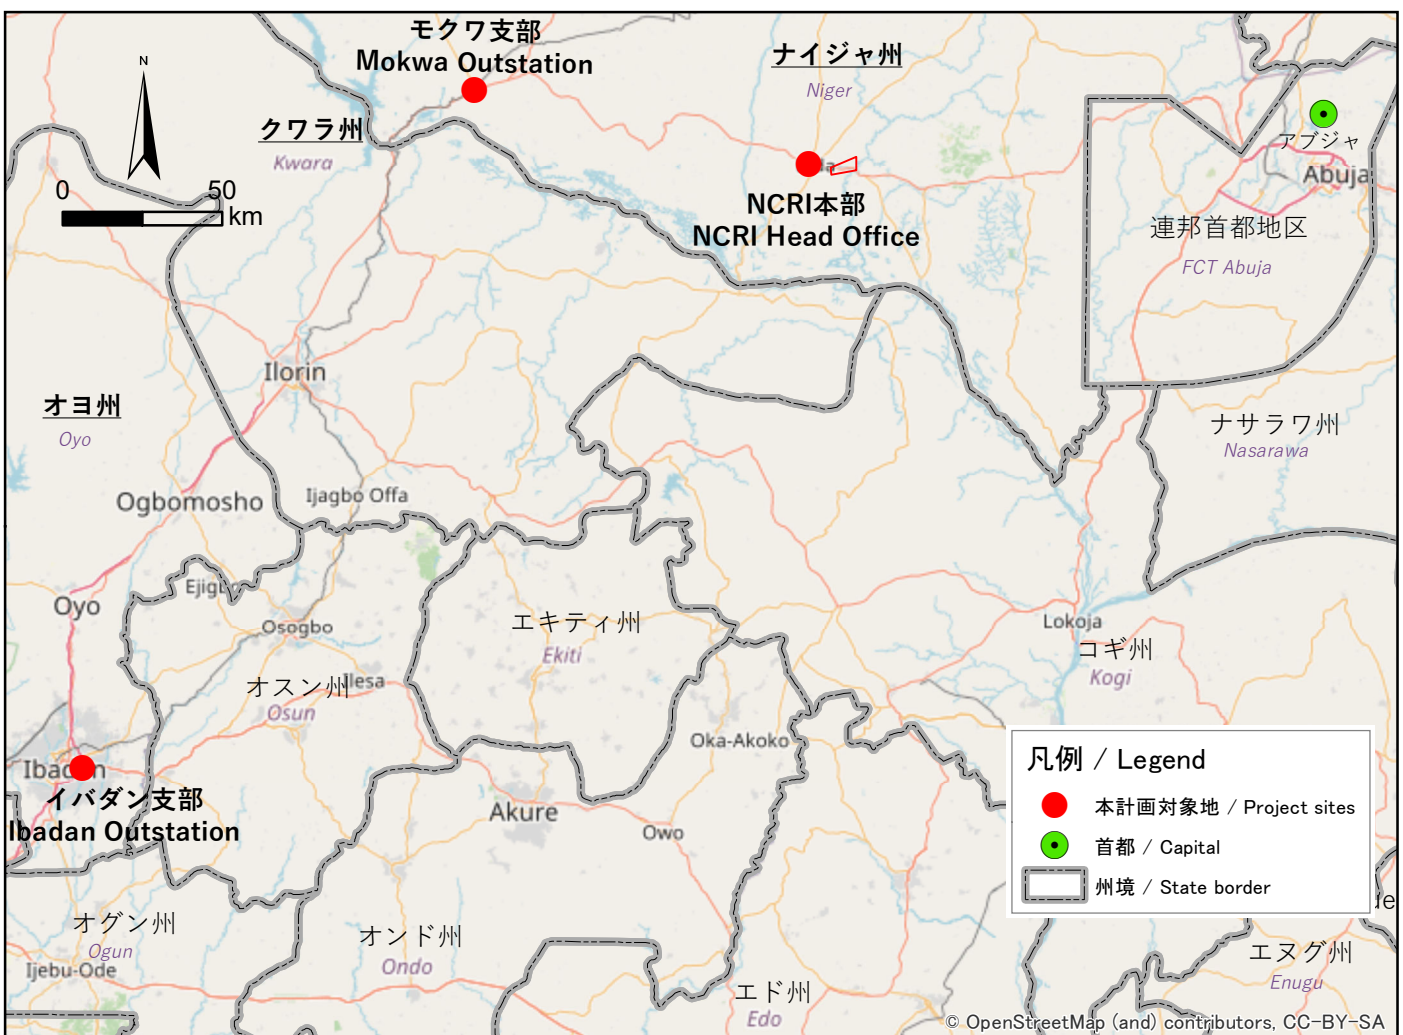 モクワ支部
Mokwa Outstation
ナイジャ州
Niger
N
クワラ州
Kwara
アブジャ
Abuja
0 50
km
NCRI本部
NCRI Head Office
連邦首都地区
FCT Abuja
Ilorin
オヨ州
Oyo
ナサラワ州
Nasarawa
Ogbomosho
Ijagbo Offa
Oyo
Osogbo
エキティ州
Ekiti
Lokoja
コギ州
Kogi
オスン州
Ilesa
Osun
Oka-Akoko
Ibadan
イバダン支部
Ibadan Outstation
Akure
Owo
凡例 / Legend
本計画対象地 / Project sites
首都 / Capital
州境 / State border
オグン州
Ogun
Ijebu-Ode
オンド州
Ondo
エド州
Edo
エヌグ州
Enugu
© OpenStreetMap (and) contributors, CC-BY-SA